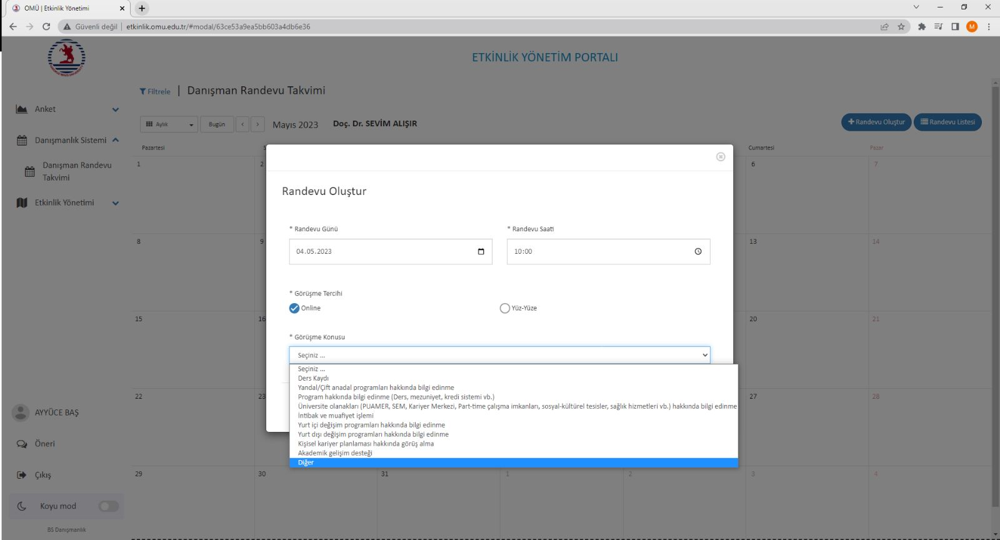 OMÜ | Etkinlik Yönetimi
Güvenli değil | etkinlik.omu.edu.tr/#modal/63ce53a9ea5bb603a4db6e36
M
ETKİNLİK YÖNETİM PORTALI
Filtrele | Danışman Randevu Takvimi
Anket
Danışmanlık Sistemi
Danışman Randevu
Takvimi
Etkinlik Yönetimi
Aylık
Bugün
Mayıs 2023
Doç. Dr. SEVİM ALIŞIR
Randevu Oluştur
Randevu Listesi
Pazartesi
S
Cumartesi
Pazar
1
2
6
7
Randevu Oluştur
* Randevu Günü
* Randevu Saati
04.05.2023
10:00
8
9
13
14
* Görüşme Tercihi
Online
Yüz-Yüze
15
16
20
21
* Görüşme Konusu
Seçiniz ...
Seçiniz ...
Ders Kaydı
Yandal/Çift anadal programları hakkında bilgi edinme
Program hakkında bilgi edinme (Ders, mezuniyet, kredi sistemi vb.)
Üniversite olanakları (PUAMER, SEM, Kariyer Merkezi, Part-time çalışma imkanları, sosyal-kültürel tesisler, sağlık hizmetleri vb.) hakkında bilgi edinme
İntibak ve muafiyet işlemi
Yurt içi değişim programları hakkında bilgi edinme
Yurt dışı değişim programları hakkında bilgi edinme
Kişisel kariyer planlaması hakkında görüş alma
Akademik gelişim desteği
Diğer
22
23
27
28
29
30
31
1
2
3
4
AYYÜCE BAŞ
Öneri
Çıkış
Koyu mod
BS Danışmanlık